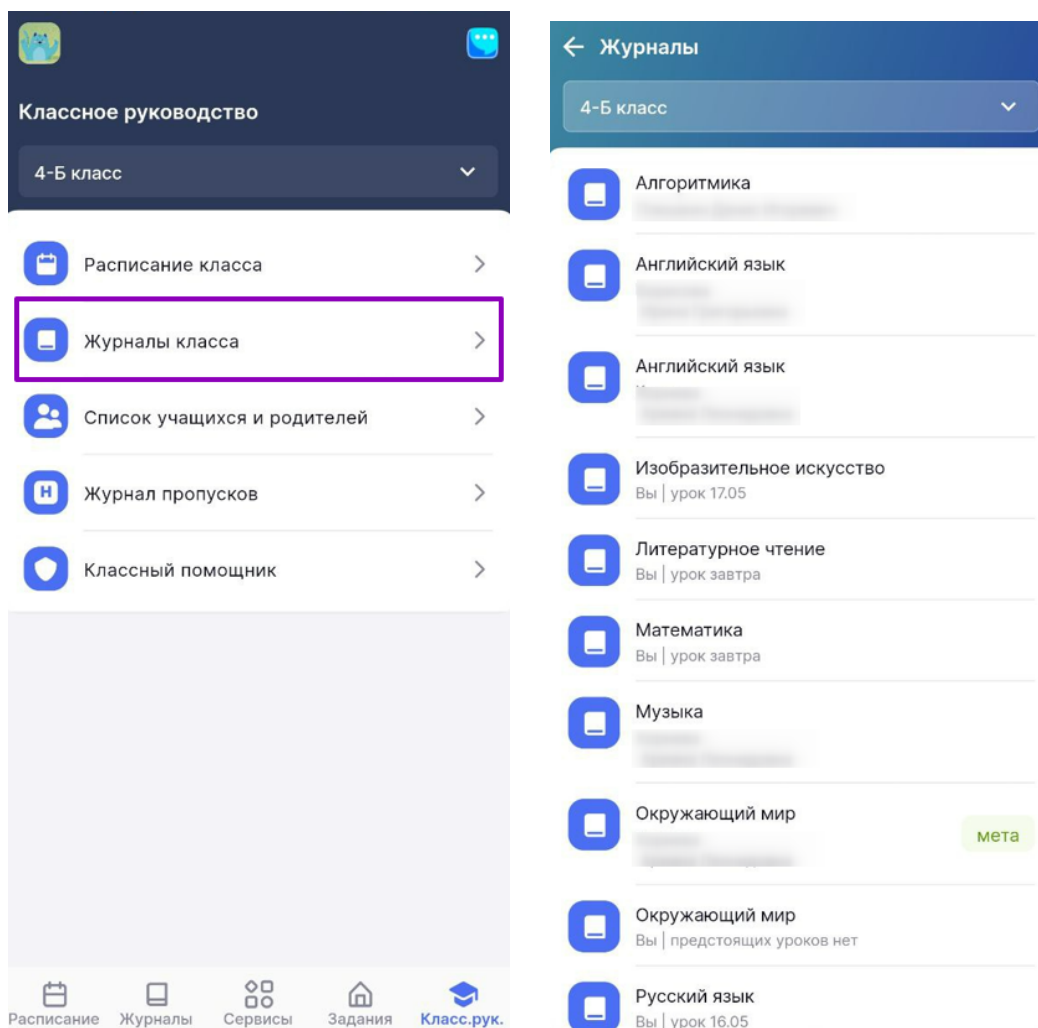 Классное руководство
4-Б класс
Расписание класса
Журналы класса
Список учащихся и родителей
Н
Журнал пропусков
Классный помощник
Расписание
Журналы
Сервисы
Задания
Класс.рук.
Журналы
4-Б класс
Алгоритмика
Английский язык
Английский язык
Изобразительное искусство
Вы | урок 17.05
Литературное чтение
Вы | урок завтра
Математика
Вы | урок завтра
Музыка
Окружающий мир
мета
Окружающий мир
Вы | предстоящих уроков нет
Русский язык
Вы | урок 16.05